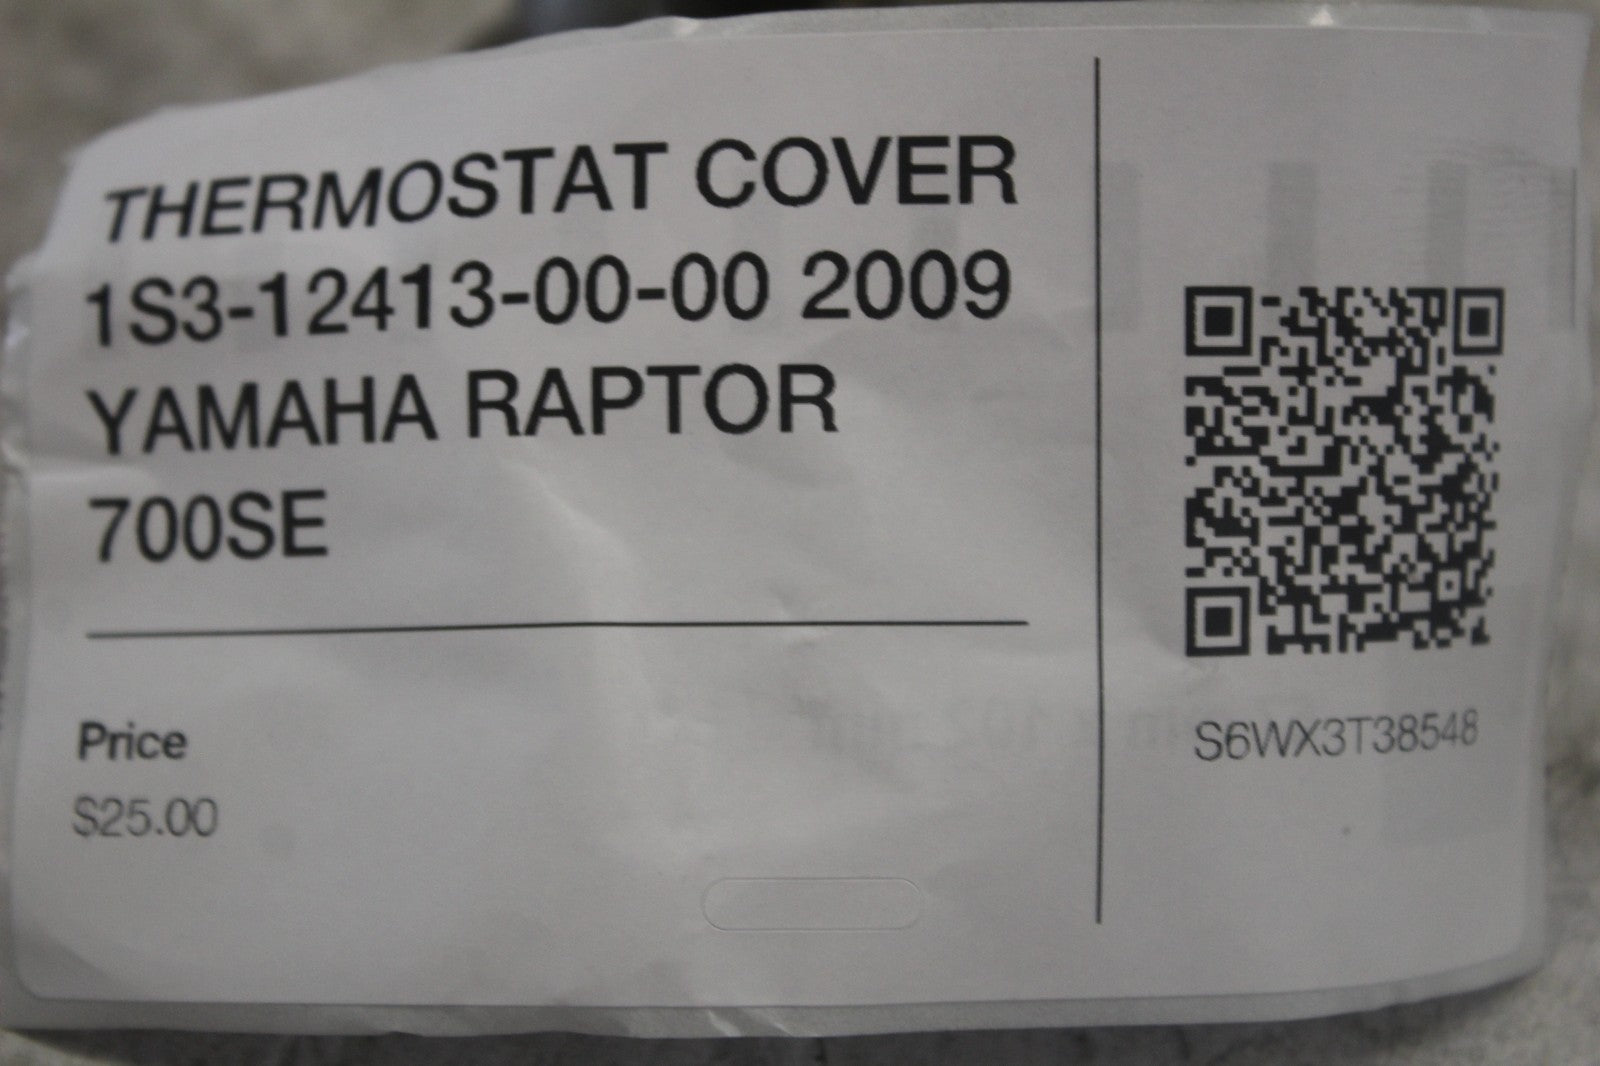 THERMOSTAT COVER
1S3-12413-00-00 2009
YAMAHA RAPTOR
700SE
Price
$25.00
S6WX3T38548